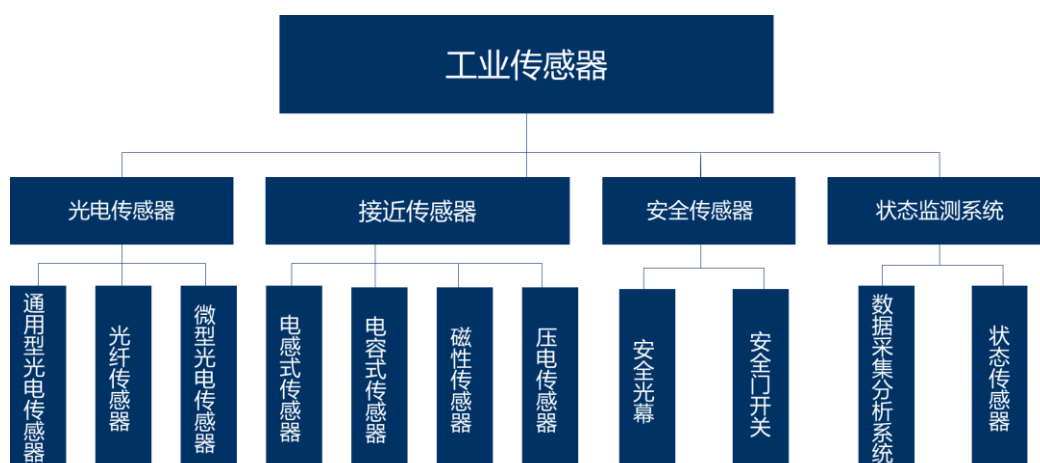 工业传感器
光电传感器
接近传感器
安全传感器
状态监测系统
通用型光电传感器
光纤传感器
微型光电传感器
电感式传感器
电容式传感器
磁性传感器
压电传感器
安全光幕
安全门开关
数据采集分析系统
状态传感器